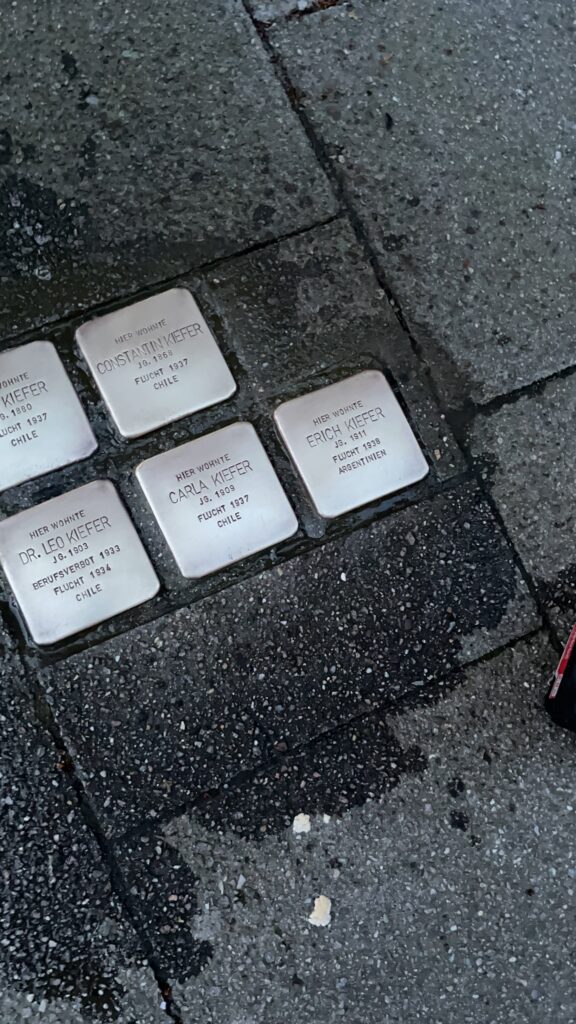 HIER WOHNTE
CONSTANTIN KIEFER
JG. 1868
FLUCHT 1937
CHILE
WOHNTE
KIEFER
1880
FLUCHT 1937
CHILE
HIER WOHNTE
ERICH KIEFER
JG. 1911
FLUCHT 1938
ARGENTINIEN
HIER WOHNTE
CARLA KIEFER
JG. 1909
FLUCHT 1937
CHILE
HIER WOHNTE
DR. LEO KIEFER
JG. 1903
BERUFSVERBOT 1933
FLUCHT 1934
CHILE